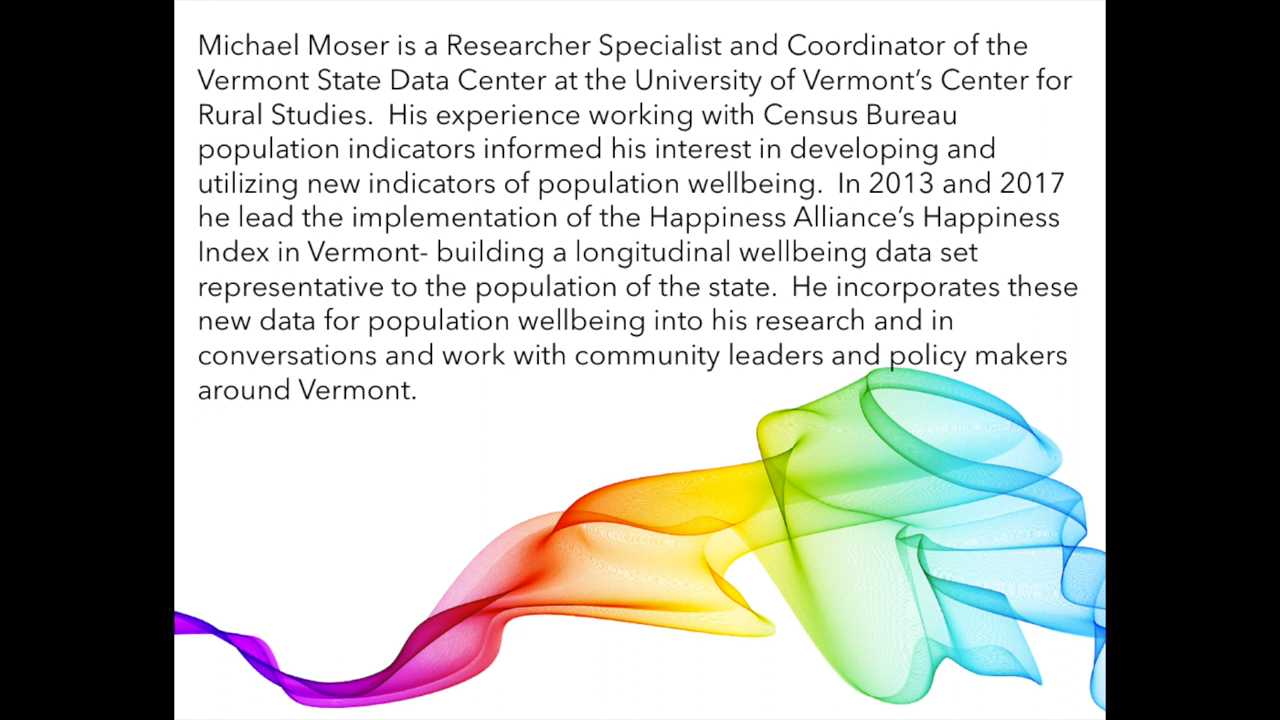 Michael Moser is a Researcher Specialist and Coordinator of the
Vermont State Data Center at the University of Vermont's Center for
Rural Studies.  His experience working with Census Bureau
population indicators informed his interest in developing and
utilizing new indicators of population wellbeing.  In 2013 and 2017
he lead the implementation of the Happiness Alliance's Happiness
Index in Vermont- building a longitudinal wellbeing data set
representative to the population of the state.  He incorporates these
new data for population wellbeing into his research and in
conversations and work with community leaders and policy makers
around Vermont.